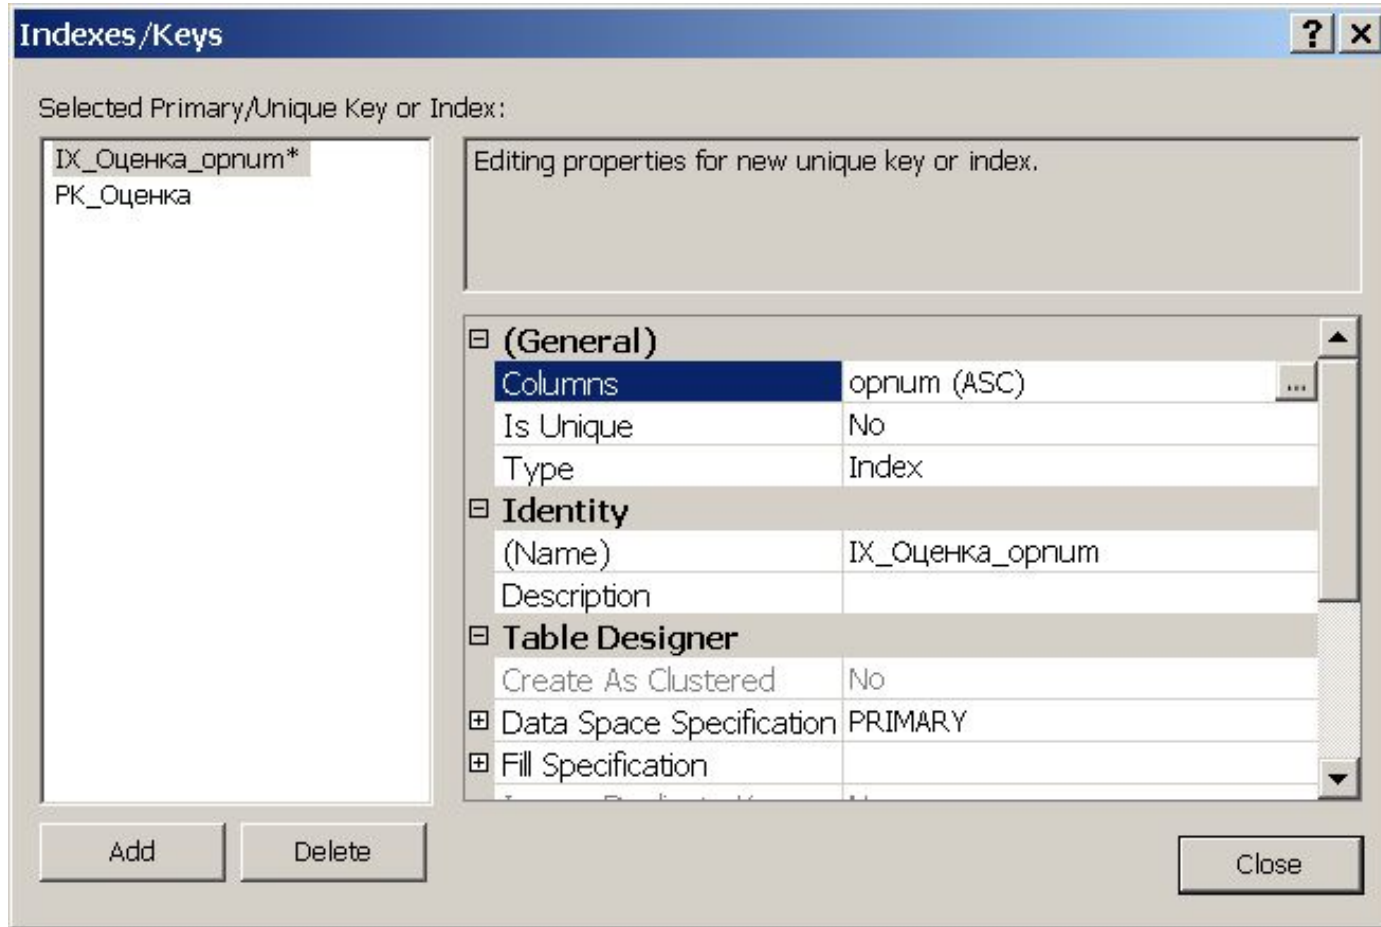 Indexes/Keys
Selected Primary/Unique Key or Index:
IX_Оценка_opnum*
PK_Оценка
Editing properties for new unique key or index.
(General)
Columns opnum (ASC) ...
Is Unique No
Type Index
Identity
(Name) IX_Оценка_opnum
Description
Table Designer
Create As Clustered No
Data Space Specification PRIMARY
Fill Specification
Add Delete
Close